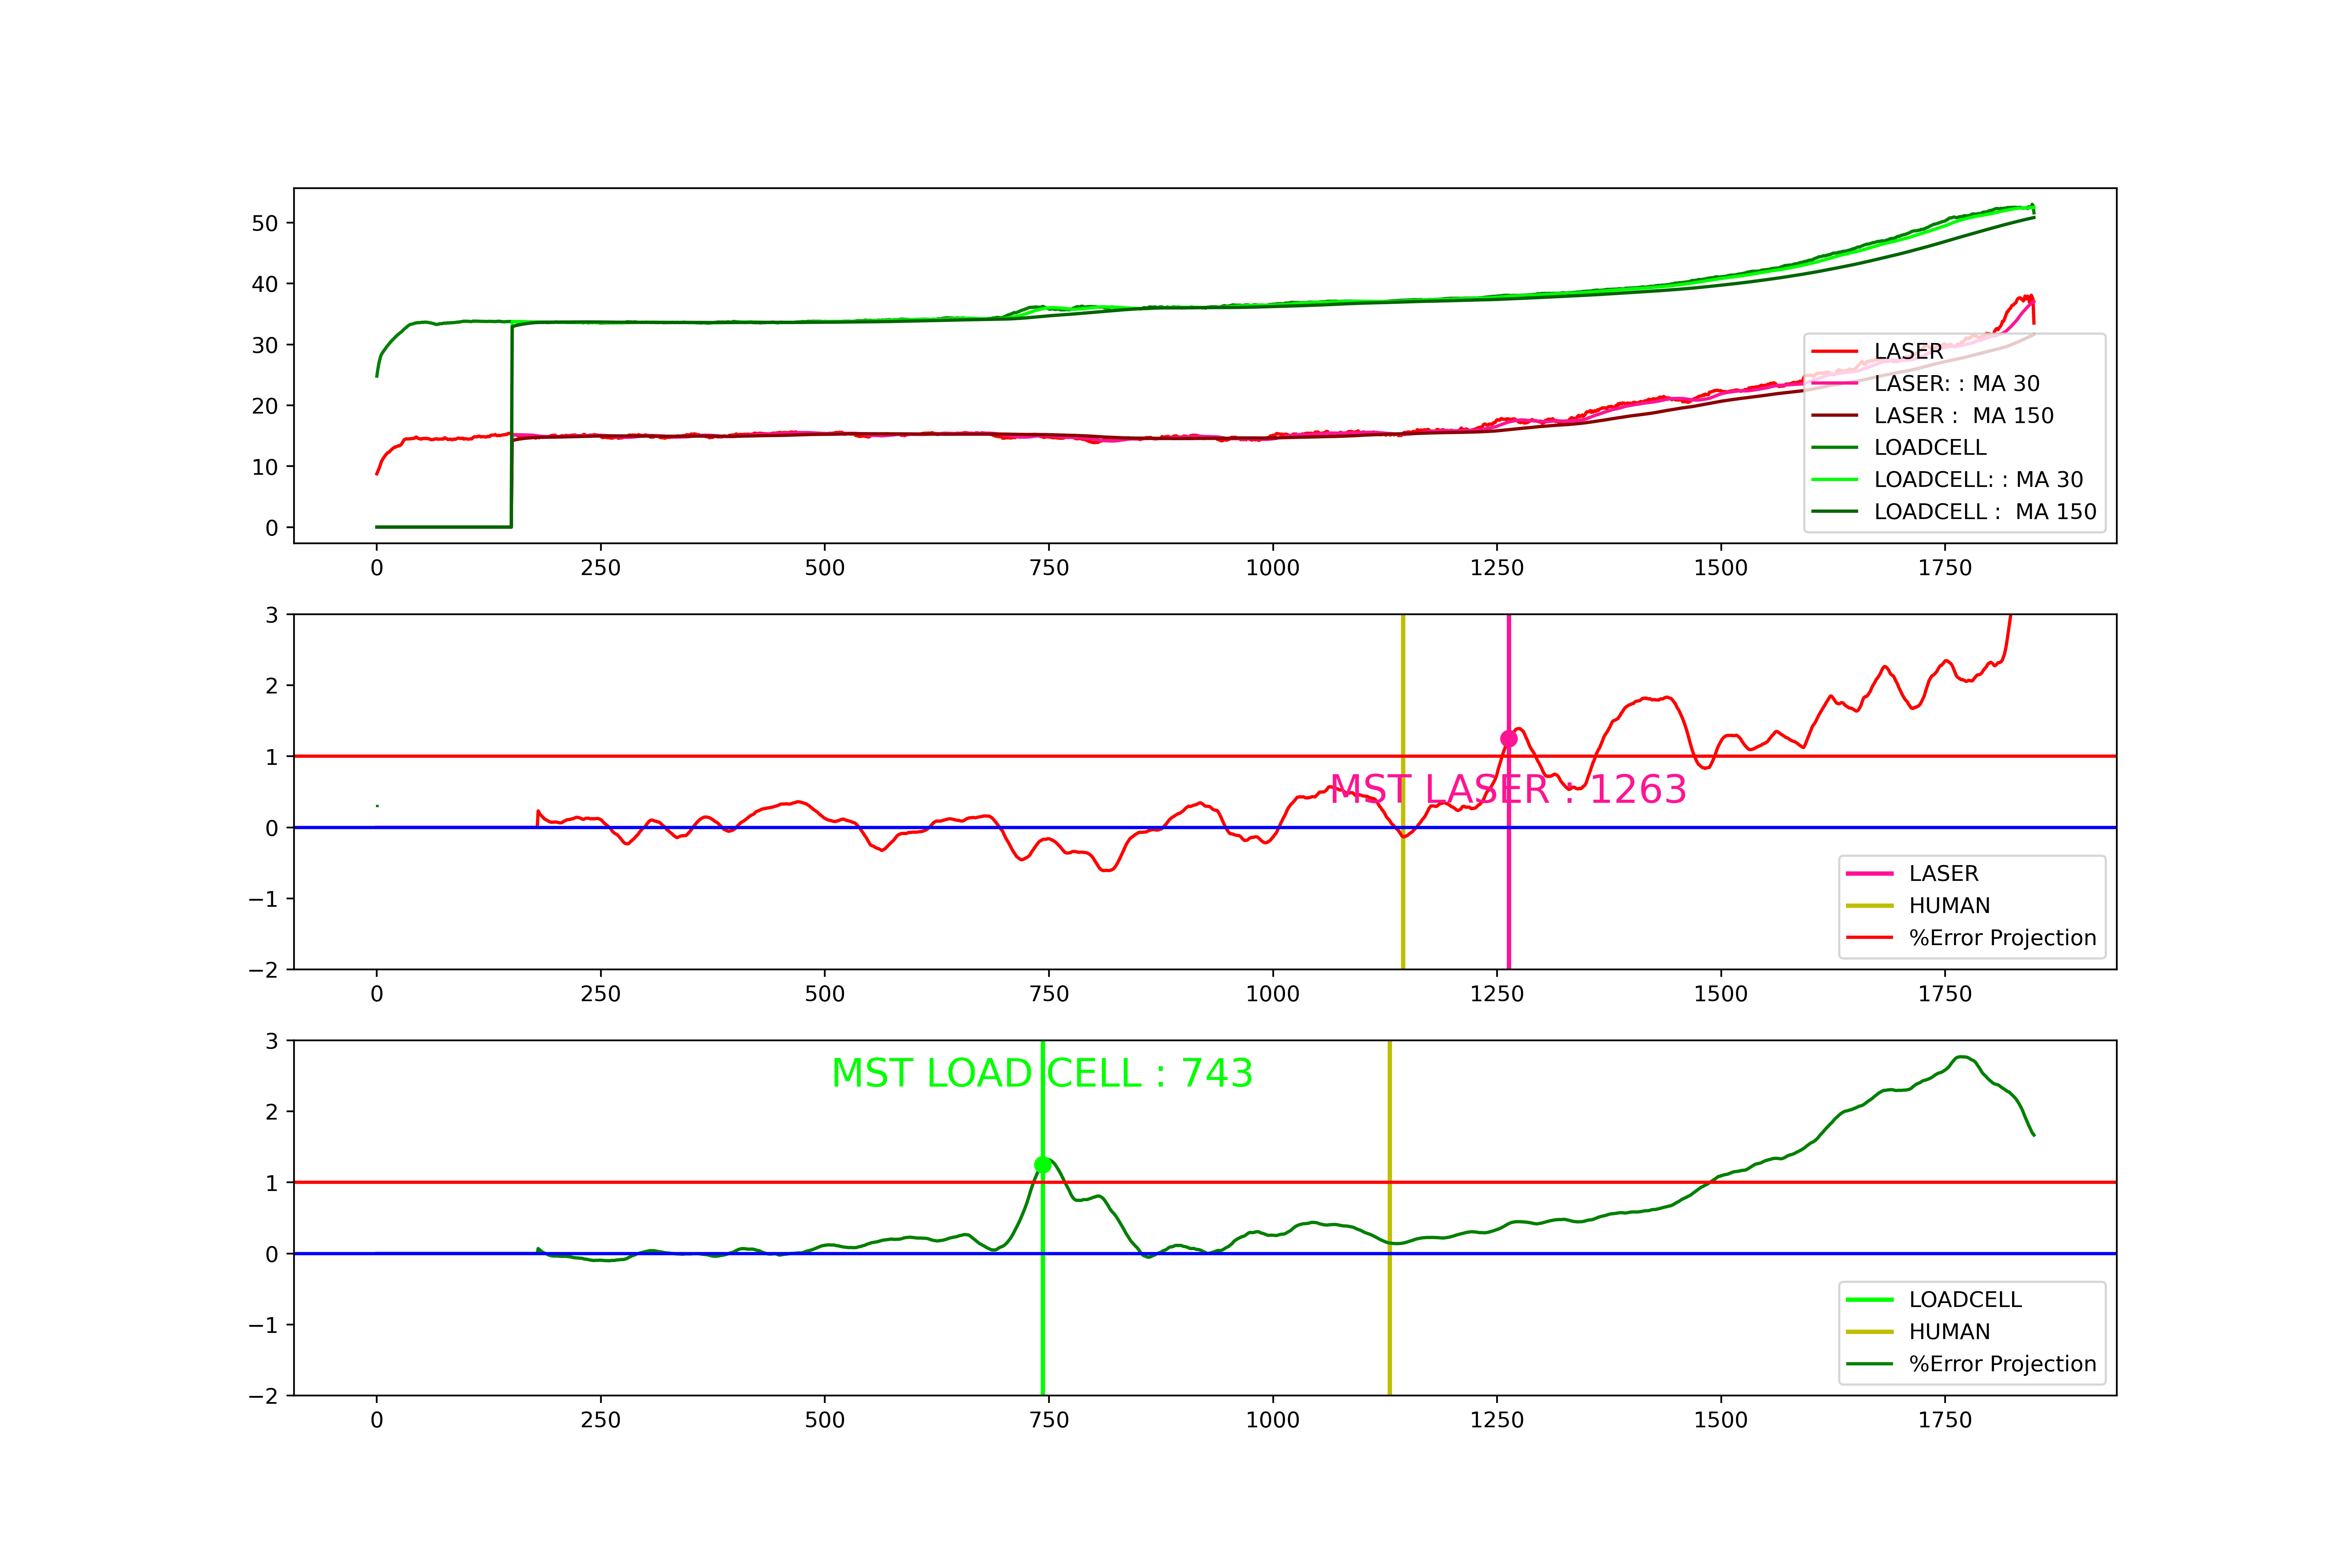 50
40
30
20
10
0
LASER
LASER: : MA 30
LASER :  MA 150
LOADCELL
LOADCELL: : MA 30
LOADCELL :  MA 150
0 250 500 750 1000 1250 1500 1750
3
2
1
0
−1
−2
MST LASER : 1263
LASER
HUMAN
%Error Projection
0 250 500 750 1000 1250 1500 1750
3
2
1
0
−1
−2
MST LOAD CELL : 743
LOADCELL
HUMAN
%Error Projection
0 250 500 750 1000 1250 1500 1750